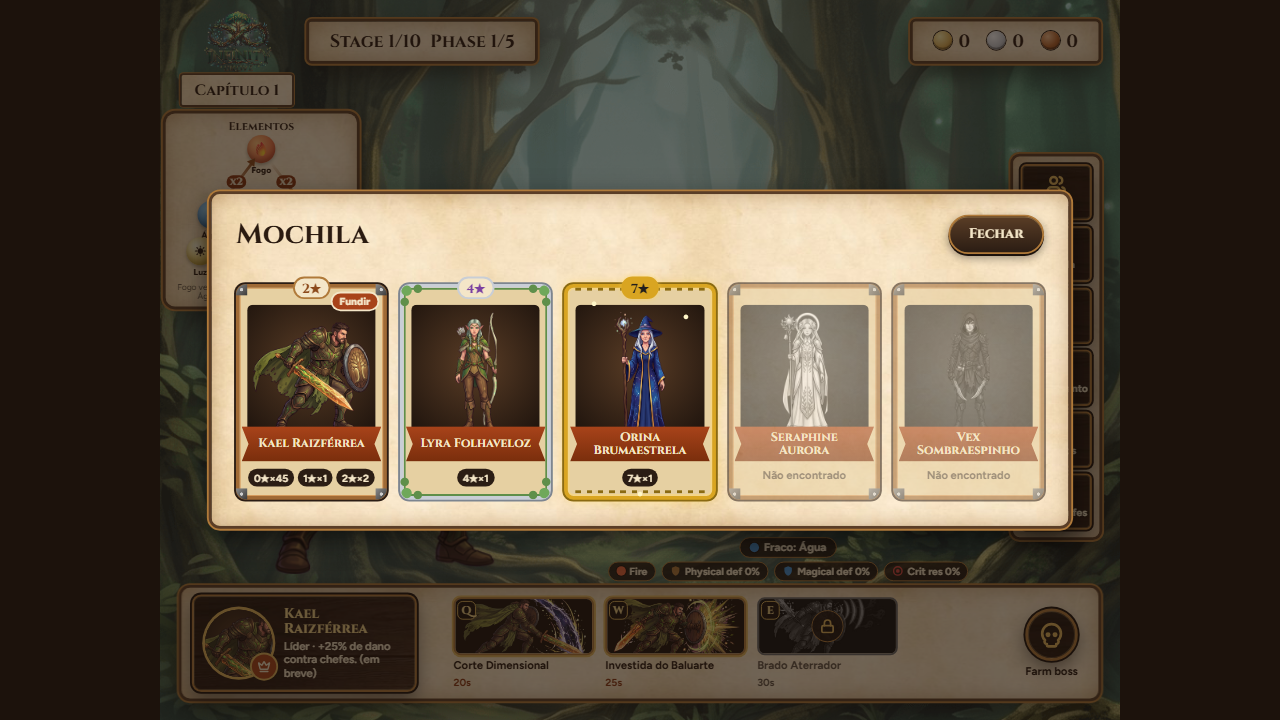 Stage 1/10 Phase 1/5
0 0 0
Capítulo 1
Elementos
Fogo
x2 x2
Luz
Mochila
Fechar
2★
Fundir
Kael Raizférrea
0★×45 1★×1 2★×2
4★
Lyra Folhaveloz
4★×1
7★
Orina
Brumaestrela
7★×1
Seraphine
Aurora
Não encontrado
Vex
Sombraespinho
Não encontrado
Fraco: Água
Fire
Physical def 0%
Magical def 0%
Crit res 0%
Kael
Raizférrea
Líder · +25% de dano
contra chefes. (em
breve)
Q
Corte Dimensional
20s
W
Investida do Baluarte
25s
E
Brado Aterrador
30s
Farm boss